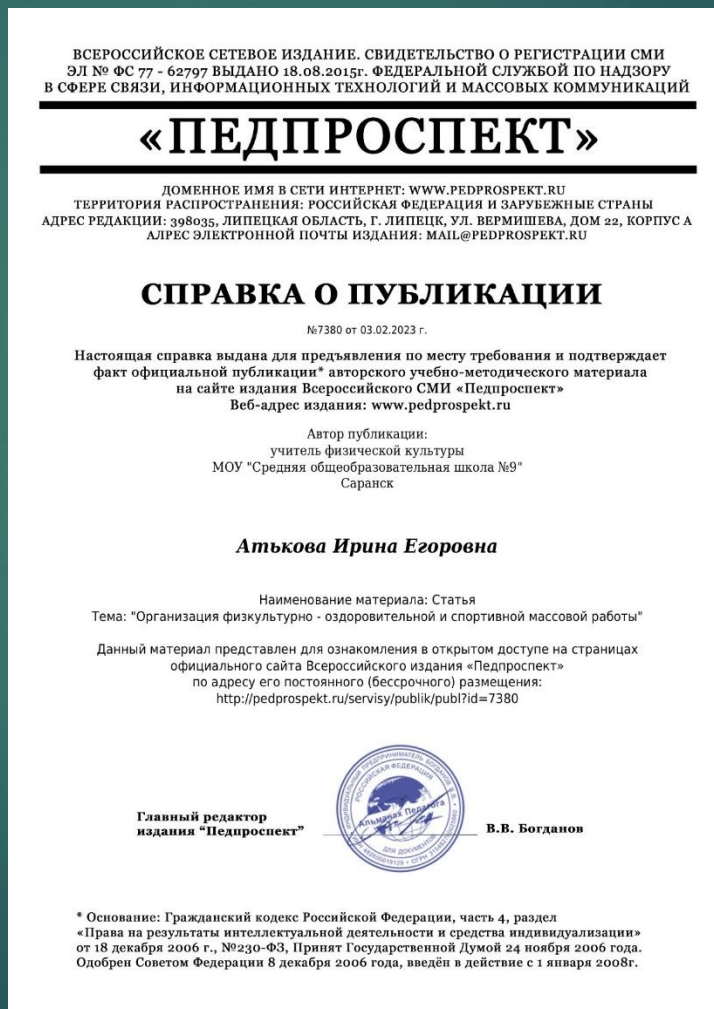 ВСЕРОССИЙСКОЕ СЕТЕВОЕ ИЗДАНИЕ. СВИДЕТЕЛЬСТВО О РЕГИСТРАЦИИ СМИ
ЭЛ № ФС 77 - 62797 ВЫДАНО 18.08.2015г. ФЕДЕРАЛЬНОЙ СЛУЖБОЙ ПО НАДЗОРУ
В СФЕРЕ СВЯЗИ, ИНФОРМАЦИОННЫХ ТЕХНОЛОГИЙ И МАССОВЫХ КОММУНИКАЦИЙ
«ПЕДПРОСПЕКТ»
ДОМЕННОЕ ИМЯ В СЕТИ ИНТЕРНЕТ: WWW.PEDPROSPEKT.RU
ТЕРРИТОРИЯ РАСПРОСТРАНЕНИЯ: РОССИЙСКАЯ ФЕДЕРАЦИЯ И ЗАРУБЕЖНЫЕ СТРАНЫ
АДРЕС РЕДАКЦИИ: 398035, ЛИПЕЦКАЯ ОБЛАСТЬ, Г. ЛИПЕЦК, УЛ. ВЕРМИШЕВА, ДОМ 22, КОРПУС А
АЛРЕС ЭЛЕКТРОННОЙ ПОЧТЫ ИЗДАНИЯ: MAIL@PEDPROSPEKT.RU
СПРАВКА О ПУБЛИКАЦИИ
№7380 от 03.02.2023 г.
Настоящая справка выдана для предъявления по месту требования и подтверждает
факт официальной публикации* авторского учебно-методического материала
на сайте издания Всероссийского СМИ «Педпроспект»
Веб-адрес издания: www.pedprospekt.ru
Автор публикации:
учитель физической культуры
МОУ "Средняя общеобразовательная школа №9"
Саранск
Атькова Ирина Егоровна
Наименование материала: Статья
Тема: "Организация физкультурно - оздоровительной и спортивной массовой работы"
Данный материал представлен для ознакомления в открытом доступе на страницах
официального сайта Всероссийского издания «Педпроспект»
по адресу его постоянного (бессрочного) размещения:
http://pedprospekt.ru/servisy/publik/publ?id=7380
ИНДИВИДУАЛЬНЫЙ ПРЕДПРИНИМАТЕЛЬ БОГДАНОВ В.В.
РОССИЙСКАЯ ФЕДЕРАЦИЯ
Альманах Педагога
ДЛЯ ДОКУМЕНТОВ
Главный редактор
издания "Педпроспект"
В.В. Богданов
* Основание: Гражданский кодекс Российской Федерации, часть 4, раздел
«Права на результаты интеллектуальной деятельности и средства индивидуализации»
от 18 декабря 2006 г., №230-ФЗ, Принят Государственной Думой 24 ноября 2006 года.
Одобрен Советом Федерации 8 декабря 2006 года, введён в действие с 1 января 2008г.